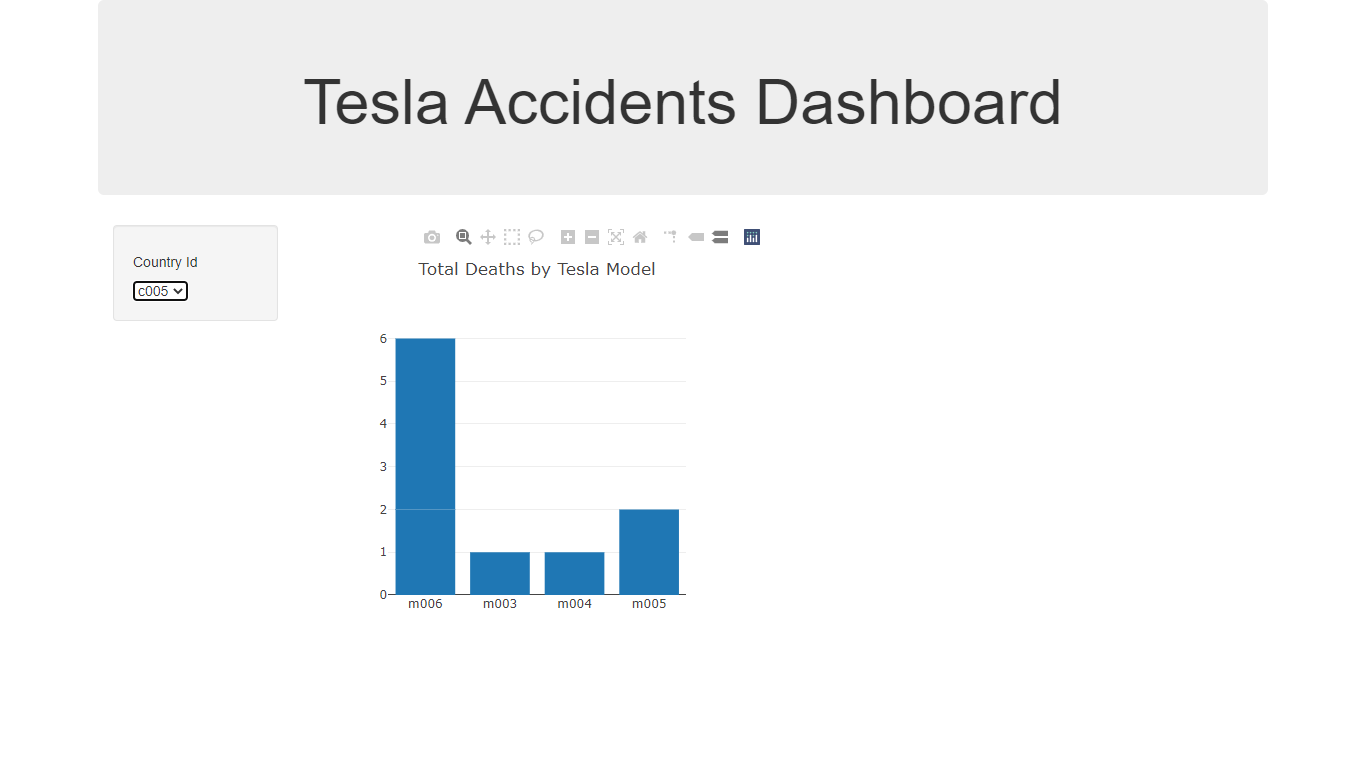 Tesla Accidents Dashboard
Country Id
c005
Total Deaths by Tesla Model
6
5
4
3
2
1
0
m006 m003 m004 m005